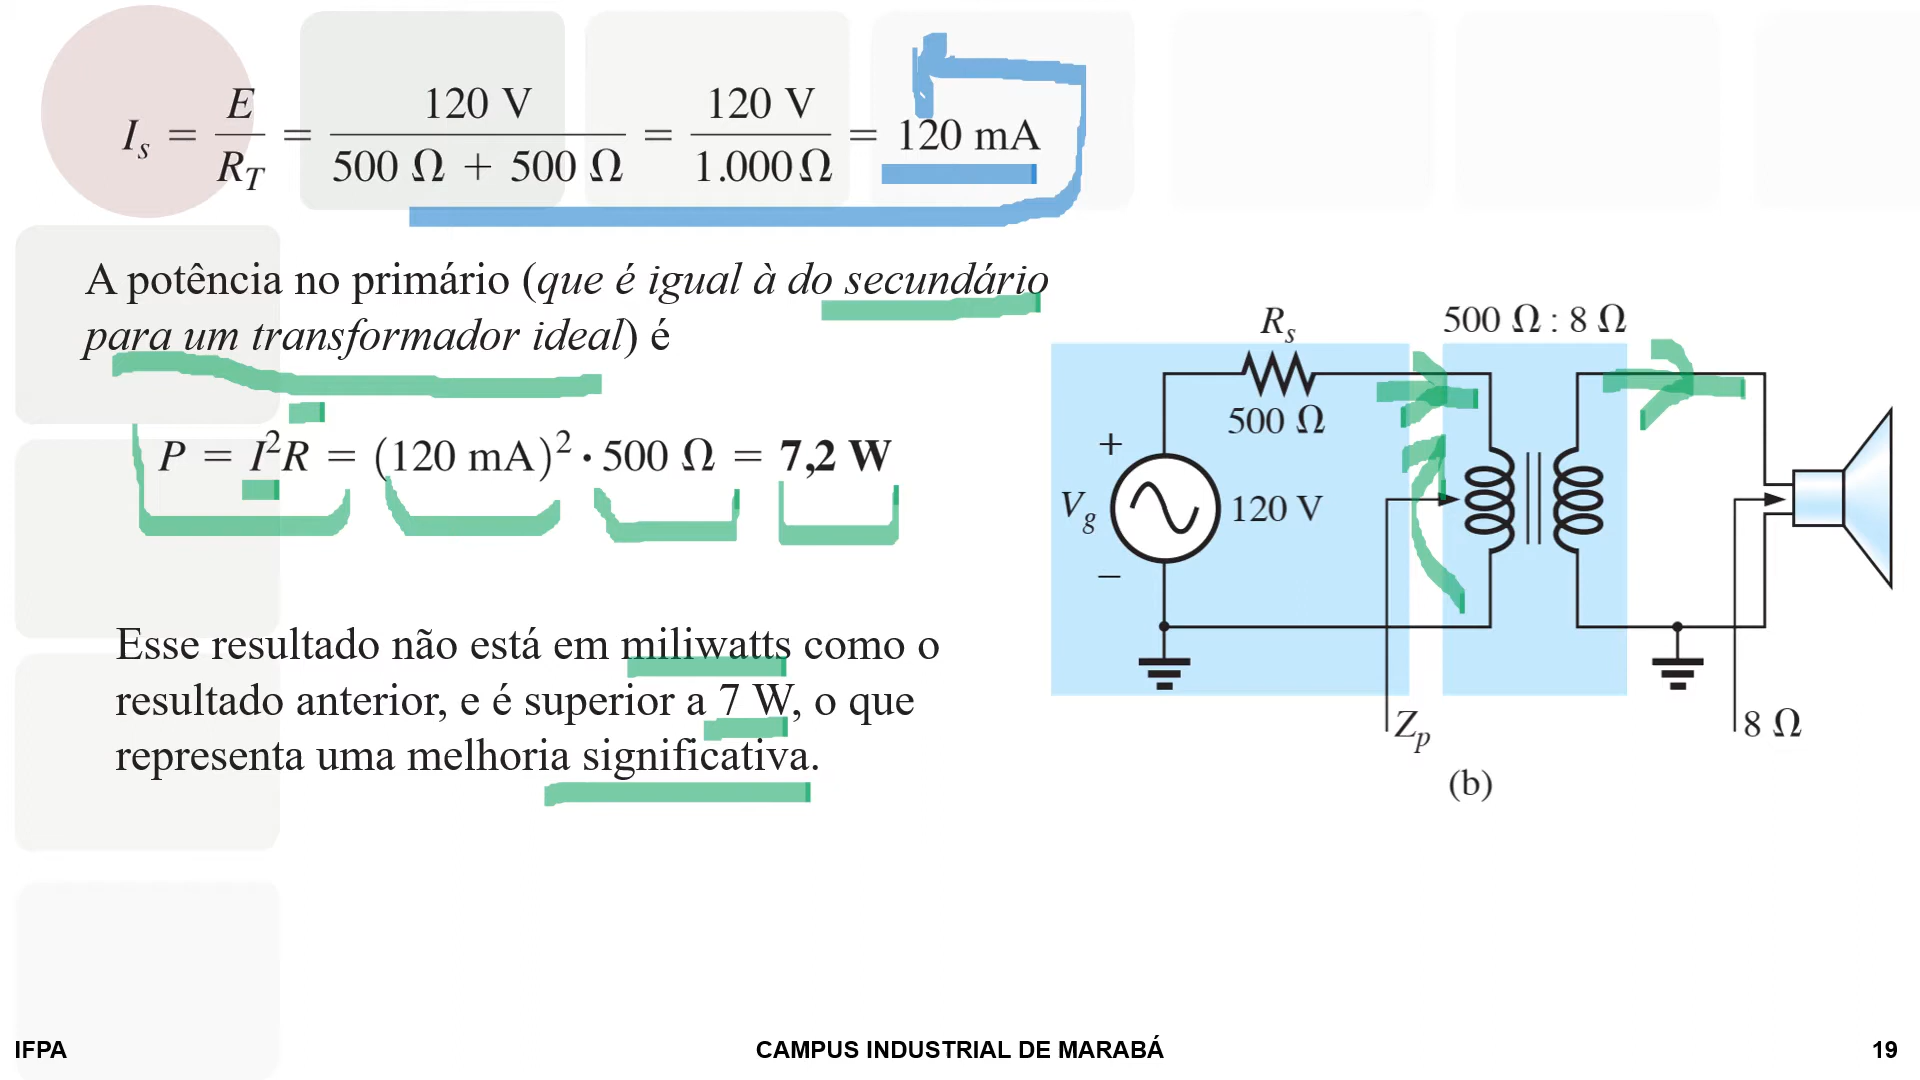 I_s = E / R_T = 120 V / 500 Ω + 500 Ω = 120 V / 1.000 Ω = 120 mA
A potência no primário (que é igual à do secundário
para um transformador ideal) é
P = I²R = (120 mA)² · 500 Ω = 7,2 W
Esse resultado não está em miliwatts como o
resultado anterior, e é superior a 7 W, o que
representa uma melhoria significativa.
R_s
500 Ω : 8 Ω
500 Ω
+
V_g
120 V
−
Z_p
8 Ω
(b)
IFPA
CAMPUS INDUSTRIAL DE MARABÁ
19